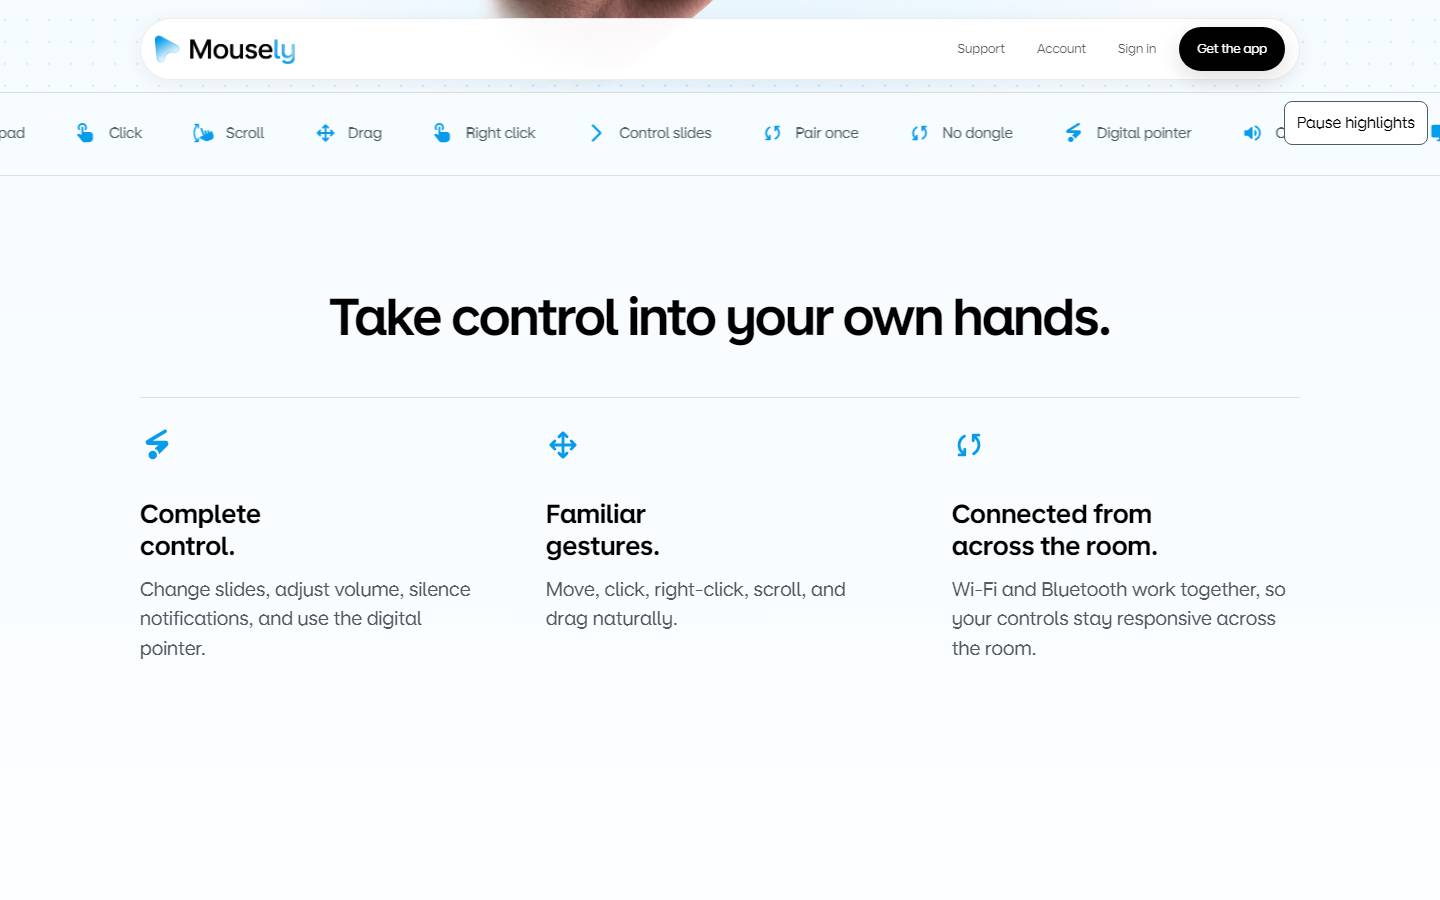 Mousely
Support
Account
Sign in
Get the app
pad
Click
Scroll
Drag
Right click
Control slides
Pair once
No dongle
Digital pointer
Pause highlights
Take control into your own hands.
Complete
control.
Change slides, adjust volume, silence
notifications, and use the digital
pointer.
Familiar
gestures.
Move, click, right-click, scroll, and
drag naturally.
Connected from
across the room.
Wi-Fi and Bluetooth work together, so
your controls stay responsive across
the room.